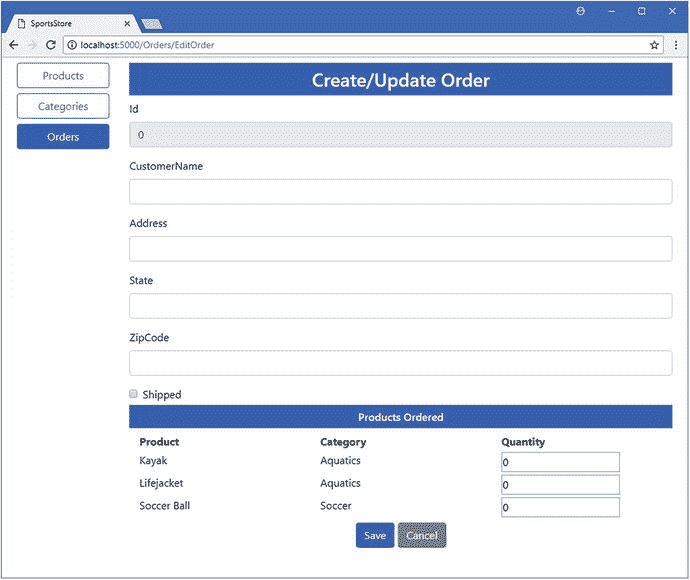 SportsStore
localhost:5000/Orders/EditOrder
Products
Categories
Orders
Create/Update Order
Id
0
CustomerName
Address
State
ZipCode
Shipped
Products Ordered
Product Category Quantity
Kayak Aquatics 0
Lifejacket Aquatics 0
Soccer Ball Soccer 0
Save Cancel